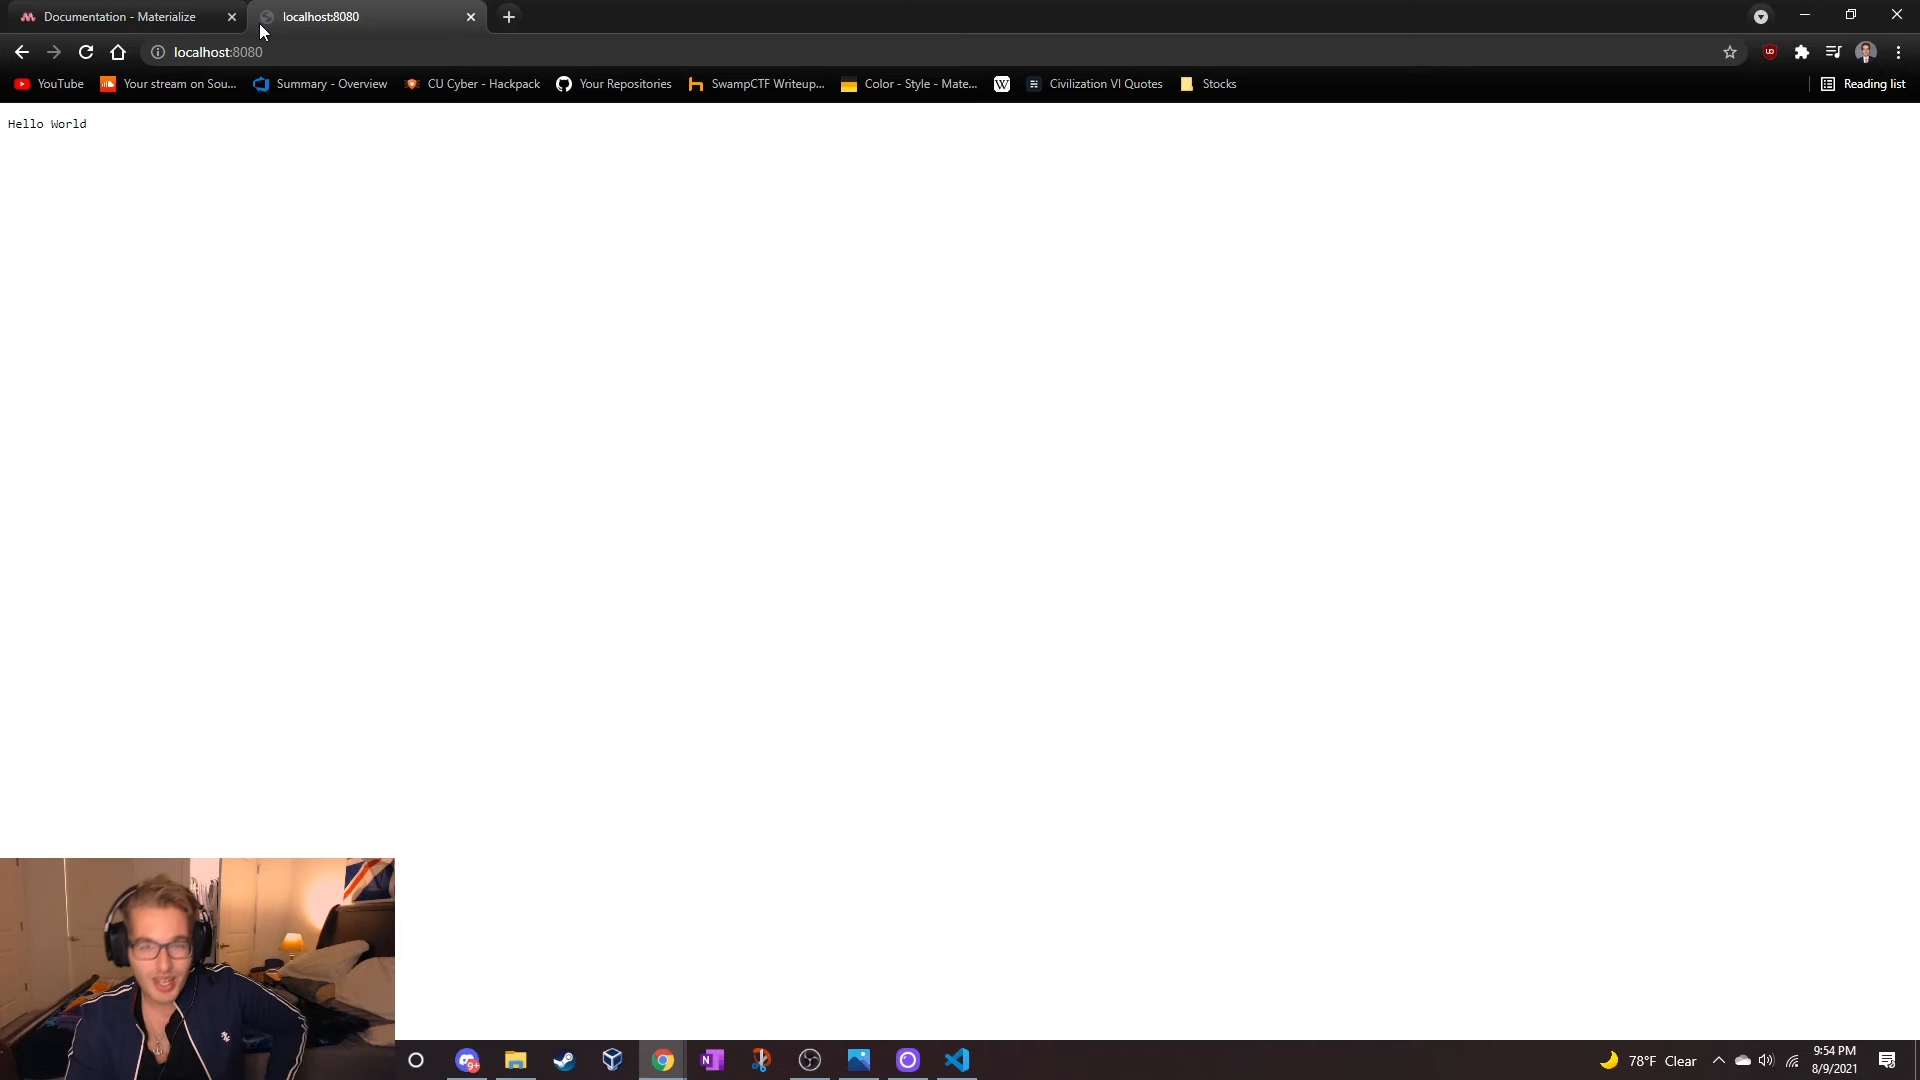 Documentation - Materialize
localhost:8080
localhost:8080
YouTube
Your stream on Sou...
Summary - Overview
CU Cyber - Hackpack
Your Repositories
SwampCTF Writeup...
Color - Style - Mate...
W
Civilization VI Quotes
Stocks
Reading list
Hello World
9+
N
78°F Clear
9:54 PM
8/9/2021